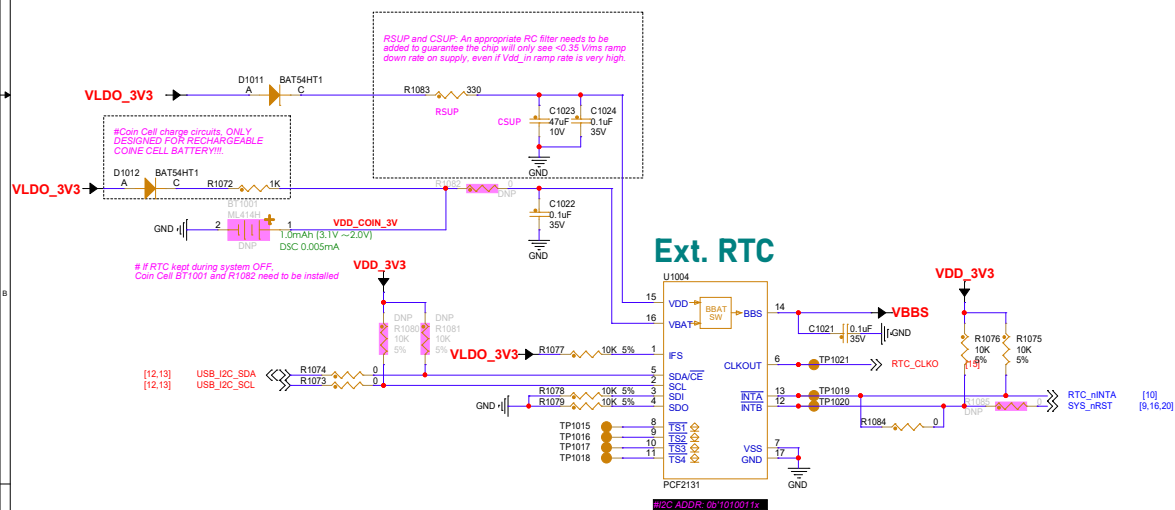 RSUP and CSUP: An appropriate RC filter needs to be
added to guarantee the chip will only see <0.35 V/ms ramp
down rate on supply, even if Vdd_in ramp rate is very high.
D1011 BAT54HT1
A C
VLDO_3V3
R1083 330
RSUP
CSUP
C1023
47uF
10V
C1024
0.1uF
35V
GND
#Coin Cell charge circuits, ONLY
DESIGNED FOR RECHARGEABLE
COINE CELL BATTERY!!!.
D1012 BAT54HT1
A C
VLDO_3V3
R1072 1K
R1082 0
DNP
C1022
0.1uF
35V
GND
BT1001
ML414H
GND 2 1
DNP
VDD_COIN_3V
1.0mAh (3.1V ~2.0V)
DSC 0.005mA
# If RTC kept during system OFF,
Coin Cell BT1001 and R1082 need to be installed
Ext. RTC
VDD_3V3
DNP
R1080
10K
5%
DNP
R1081
10K
5%
VLDO_3V3
R1077 10K 5%
[12,13] USB_I2C_SDA R1074 0
[12,13] USB_I2C_SCL R1073 0
GND
R1078 10K 5%
R1079 10K 5%
TP1015
TP1016
TP1017
TP1018
U1004
15 VDD
16 VBAT
BBAT
SW
BBS 14
1 IFS
CLKOUT 6
5 SDA/CE
2 SCL
3 SDI
4 SDO
INTA 13
INTB 12
8 TS1
9 TS2
10 TS3
11 TS4
VSS 7
GND 17
PCF2131
#I2C ADDR: 0b'1010011x
VBBS
C1021 0.1uF
35V
GND
TP1021 RTC_CLKO [15]
VDD_3V3
R1076
10K
5%
R1075
10K
5%
TP1019
TP1020
R1085 0
DNP
R1084 0
RTC_nINTA [10]
SYS_nRST [9,16,20]
GND
B